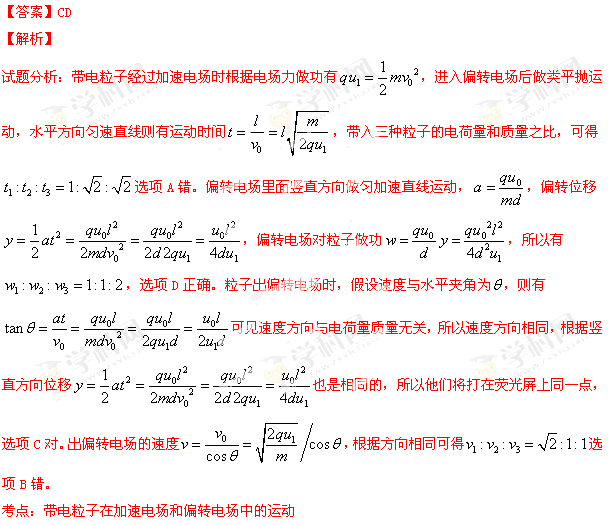 【答案】CD
【解析】
试题分析：带电粒子经过加速电场时根据电场力做功有 $qu_1=\frac{1}{2}mv_0^2$，进入偏转电场后做类平抛运
动，水平方向匀速直线则有运动时间 $t=\frac{l}{v_0}=l\sqrt{\frac{m}{2qu_1}}$，带入三种粒子的电荷量和质量之比，可得
$t_1:t_2:t_3=1:\sqrt{2}:\sqrt{2}$ 选项 A 错。偏转电场里面竖直方向做匀加速直线运动，$a=\frac{qu_0}{md}$，偏转位移
$y=\frac{1}{2}at^2=\frac{qu_0l^2}{2mdv_0^2}=\frac{qu_0l^2}{2d2qu_1}=\frac{u_0l^2}{4du_1}$，偏转电场对粒子做功 $w=\frac{qu_0}{d}y=\frac{qu_0^2l^2}{4d^2u_1}$，所以有
$w_1:w_2:w_3=1:1:2$，选项 D 正确。粒子出偏转电场时，假设速度与水平夹角为 $\theta$，则有
$\tan\theta=\frac{at}{v_0}=\frac{qu_0l}{mdv_0^2}=\frac{qu_0l}{2qu_1d}=\frac{u_0l}{2u_1d}$ 可见速度方向与电荷量质量无关，所以速度方向相同，根据竖
直方向位移 $y=\frac{1}{2}at^2=\frac{qu_0l^2}{2mdv_0^2}=\frac{qu_0l^2}{2d2qu_1}=\frac{u_0l^2}{4du_1}$ 也是相同的，所以他们将打在荧光屏上同一点，
选项 C 对。出偏转电场的速度 $v=\frac{v_0}{\cos\theta}=\sqrt{\frac{2qu_1}{m}}/\cos\theta$，根据方向相同可得 $v_1:v_2:v_3=\sqrt{2}:1:1$ 选
项 B 错。
考点：带电粒子在加速电场和偏转电场中的运动